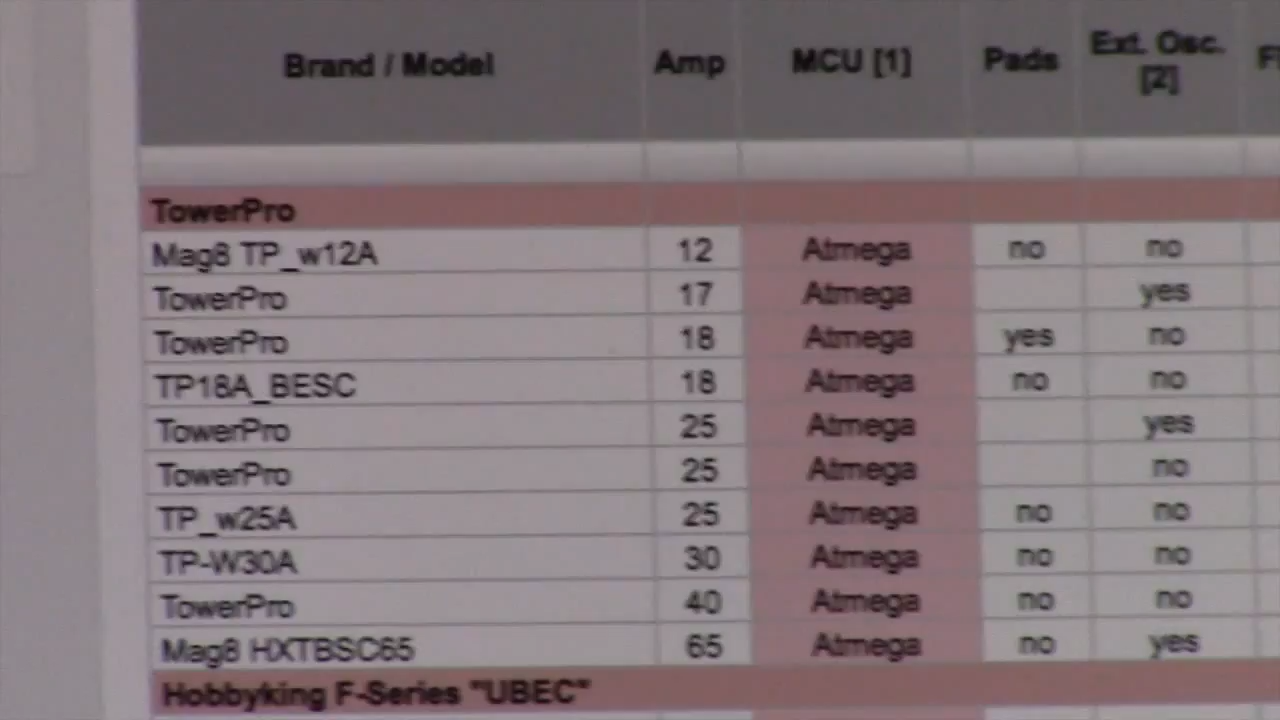 Brand / Model Amp MCU [1] Pads Ext. Osc. [2]
TowerPro
Mag8 TP_w12A 12 Atmega no no
TowerPro 17 Atmega yes
TowerPro 18 Atmega yes no
TP18A_BESC 18 Atmega no no
TowerPro 25 Atmega yes
TowerPro 25 Atmega no
TP_w25A 25 Atmega no no
TP-W30A 30 Atmega no no
TowerPro 40 Atmega no no
Mag8 HXTBSC65 65 Atmega no yes
Hobbyking F-Series "UBEC"